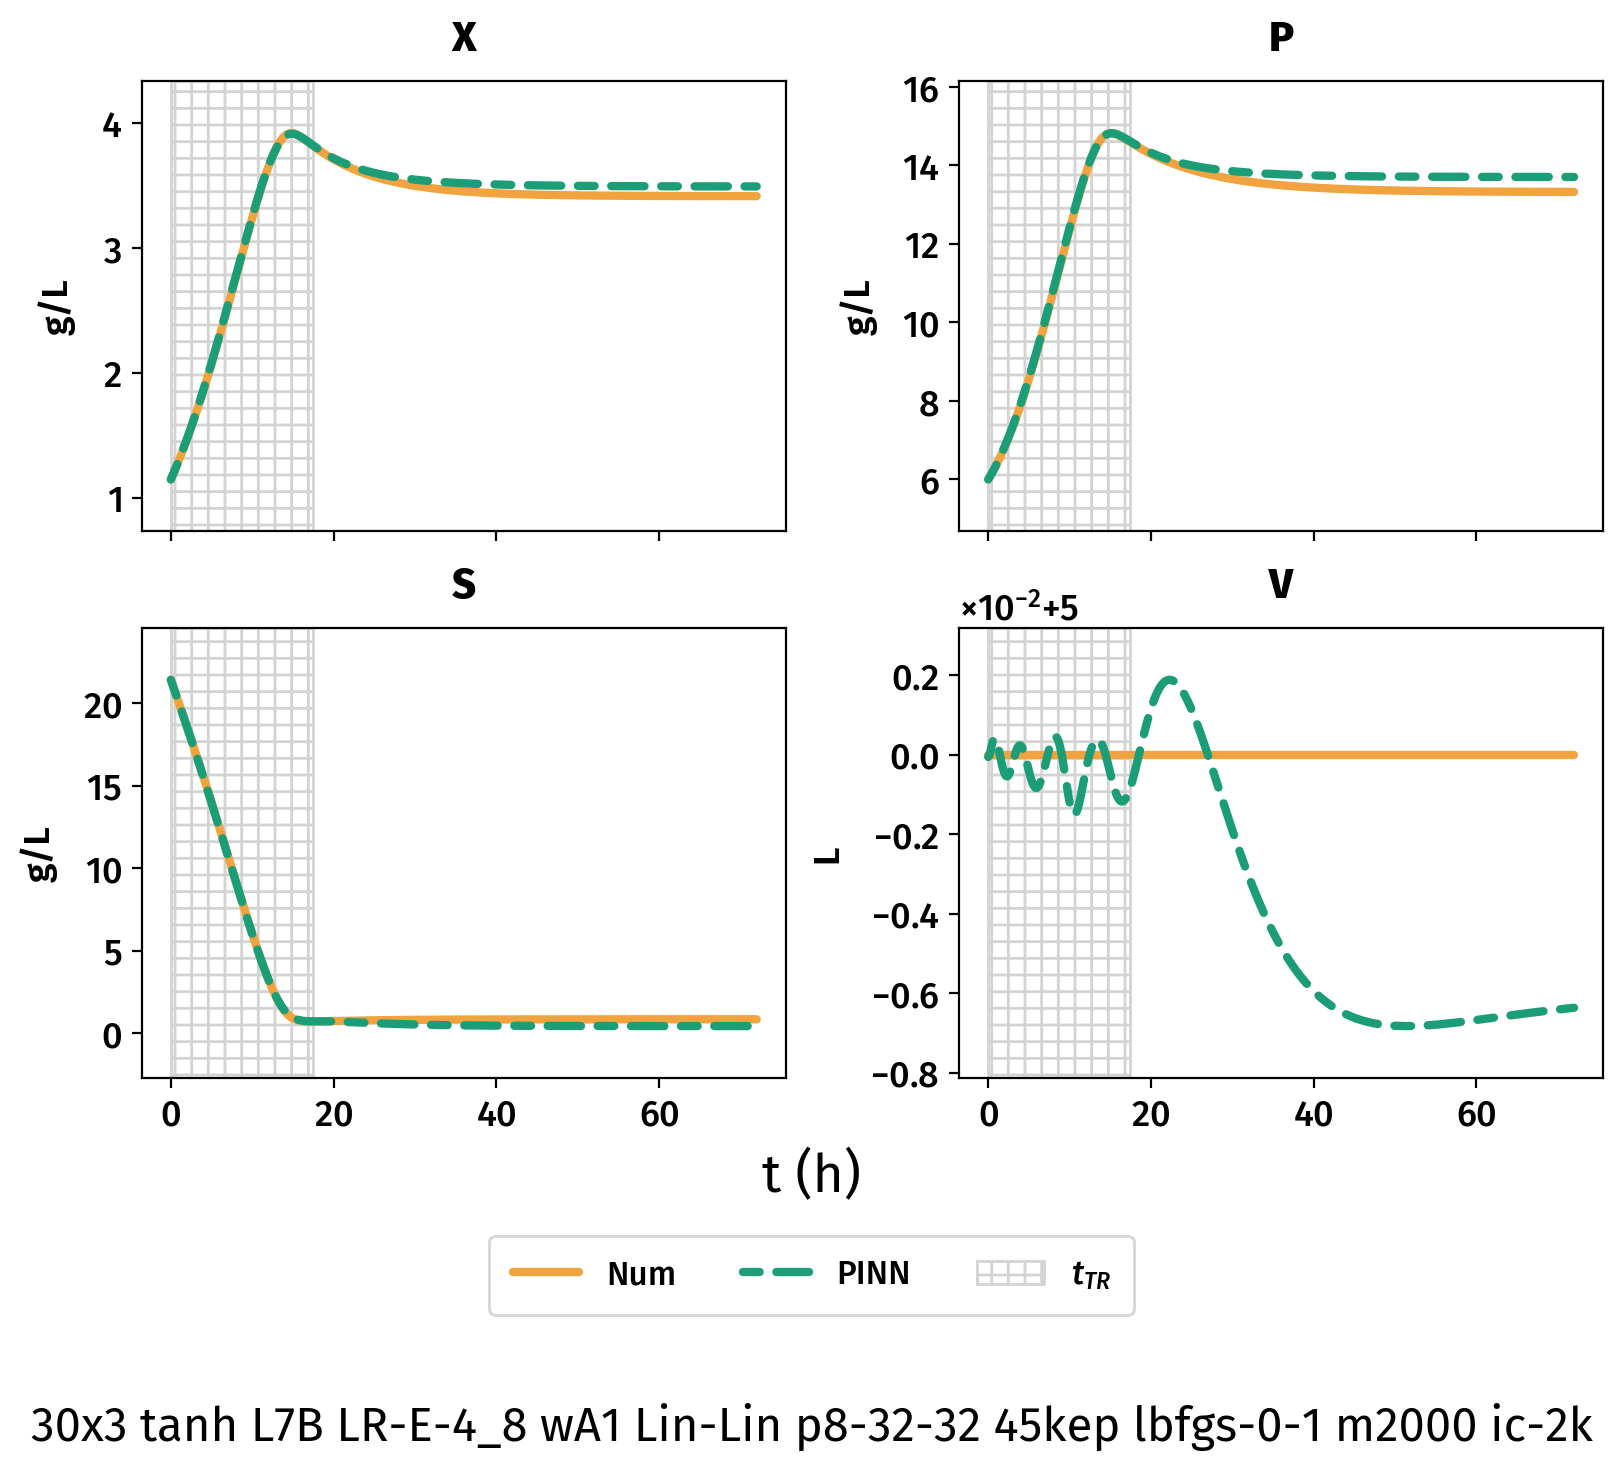 X
P
4
3
2
1
g/L
16
14
12
10
8
6
g/L
S
V
×10⁻²+5
20
15
10
5
0
g/L
0.2
0.0
−0.2
−0.4
−0.6
−0.8
L
0 20 40 60
0 20 40 60
t (h)
Num PINN t_TR
30x3 tanh L7B LR-E-4_8 wA1 Lin-Lin p8-32-32 45kep lbfgs-0-1 m2000 ic-2k